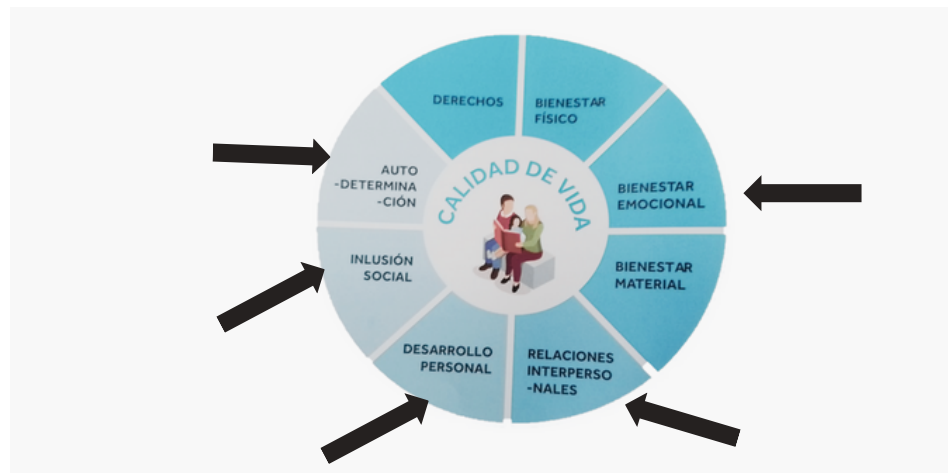 DERECHOS
BIENESTAR
FÍSICO
BIENESTAR
EMOCIONAL
BIENESTAR
MATERIAL
RELACIONES
INTERPERSO
-NALES
DESARROLLO
PERSONAL
INLUSIÓN
SOCIAL
AUTO
-DETERMINA
-CIÓN
CALIDAD DE VIDA